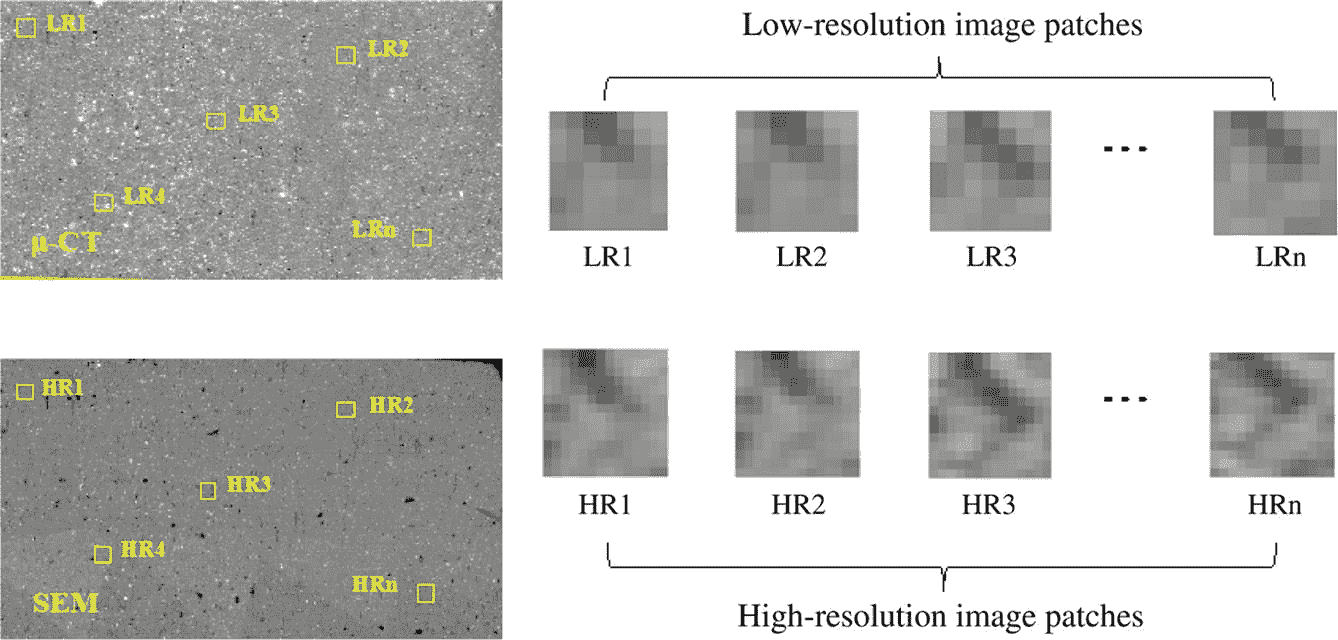 LR1
LR2
LR3
LR4
LRn
μ-CT
Low-resolution image patches
LR1 LR2 LR3 LRn
HR1
HR2
HR3
HR4
HRn
SEM
HR1 HR2 HR3 HRn
High-resolution image patches